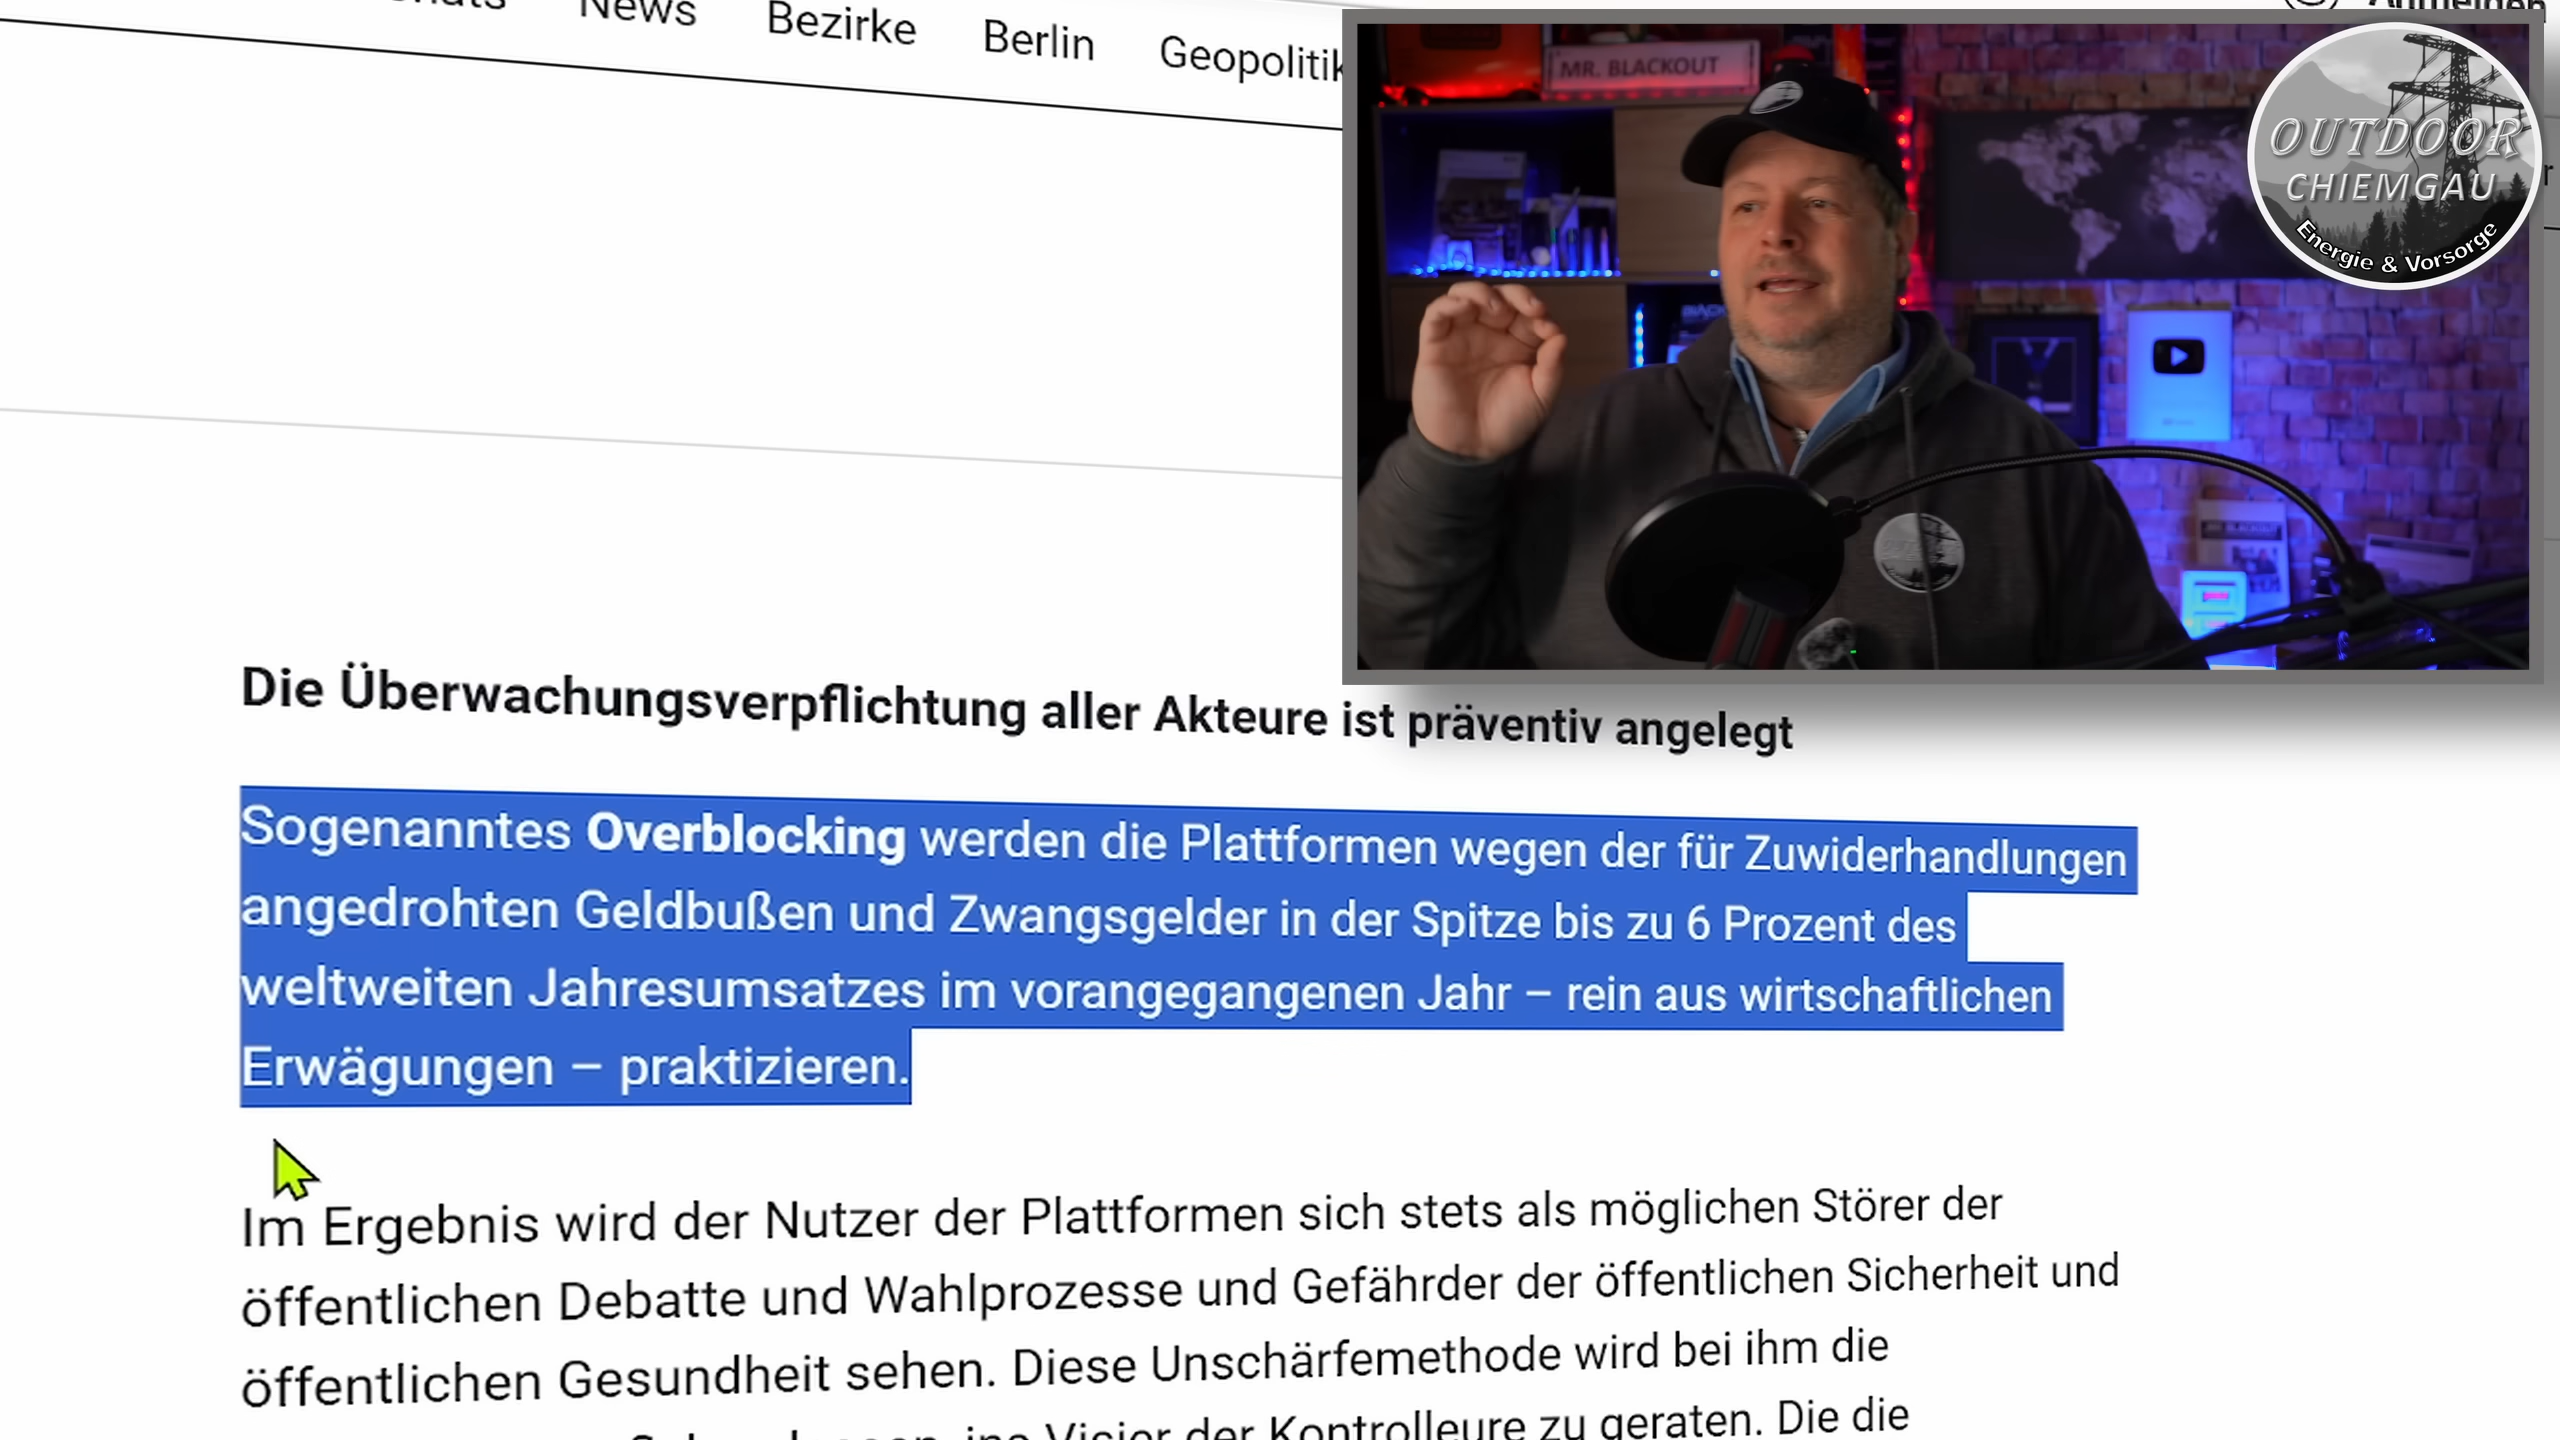 News
Bezirke
Berlin
Geopolitik
Anmelden
MR. BLACKOUT
OUTDOOR
CHIEMGAU
Energie & Vorsorge
Die Überwachungsverpflichtung aller Akteure ist präventiv angelegt
Sogenanntes Overblocking werden die Plattformen wegen der für Zuwiderhandlungen
angedrohten Geldbußen und Zwangsgelder in der Spitze bis zu 6 Prozent des
weltweiten Jahresumsatzes im vorangegangenen Jahr – rein aus wirtschaftlichen
Erwägungen – praktizieren.
Im Ergebnis wird der Nutzer der Plattformen sich stets als möglichen Störer der
öffentlichen Debatte und Wahlprozesse und Gefährder der öffentlichen Sicherheit und
öffentlichen Gesundheit sehen. Diese Unschärfemethode wird bei ihm die
ins Visier der Kontrolleure zu geraten. Die die